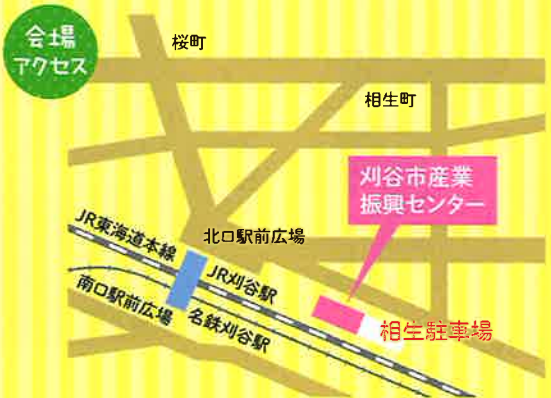 会場
アクセス
桜町
相生町
刈谷市産業
振興センター
北口駅前広場
JR東海道本線
JR刈谷駅
南口駅前広場
名鉄刈谷駅
相生駐車場